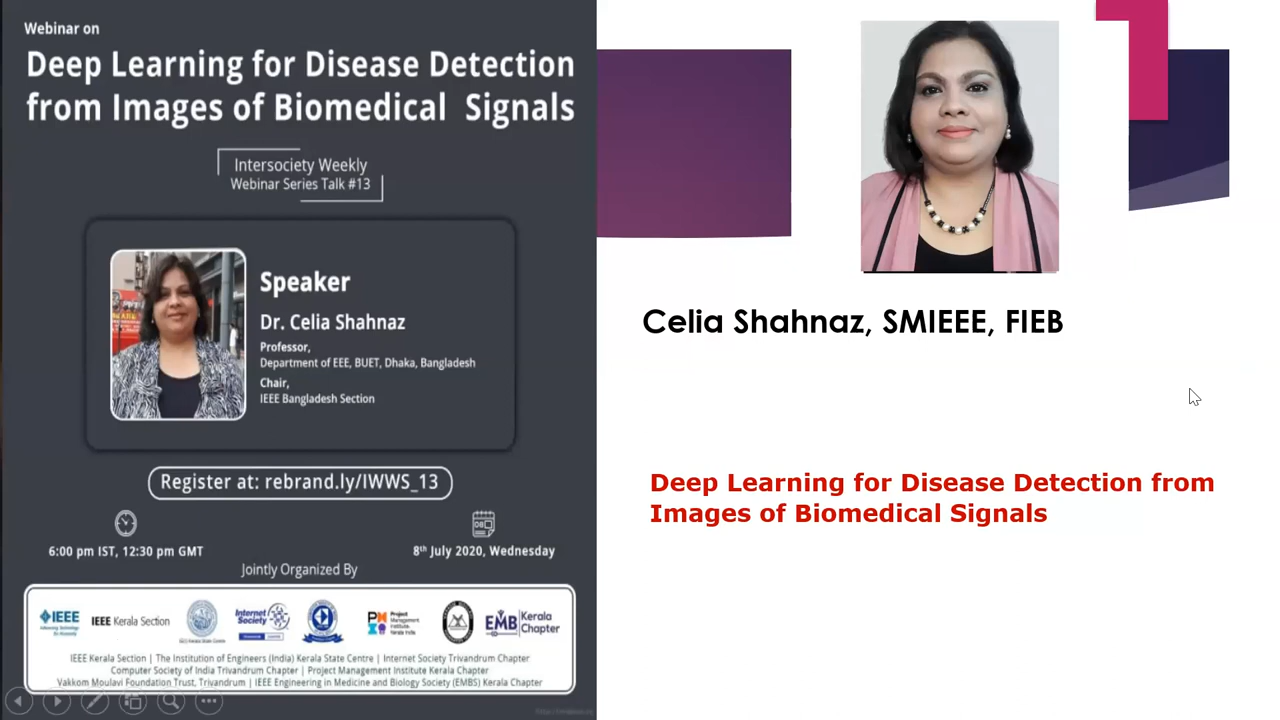 Webinar on
Deep Learning for Disease Detection
from Images of Biomedical Signals
Intersociety Weekly
Webinar Series Talk #13
Speaker
Dr. Celia Shahnaz
Professor,
Department of EEE, BUET, Dhaka, Bangladesh
Chair,
IEEE Bangladesh Section
Register at: rebrand.ly/IWWS_13
6:00 pm IST, 12:30 pm GMT
8th July 2020, Wednesday
Jointly Organized By
IEEE
IEEE Kerala Section
Internet
Society
Project
Management
Institute
Kerala India
EMB
Kerala
Chapter
IEEE Kerala Section | The Institution of Engineers (India) Kerala State Centre | Internet Society Trivandrum Chapter
Computer Society of India Trivandrum Chapter | Project Management Institute Kerala Chapter
Vakkom Moulavi Foundation Trust, Trivandrum | IEEE Engineering in Medicine and Biology Society (EMBS) Kerala Chapter
Celia Shahnaz, SMIEEE, FIEB
Deep Learning for Disease Detection from
Images of Biomedical Signals